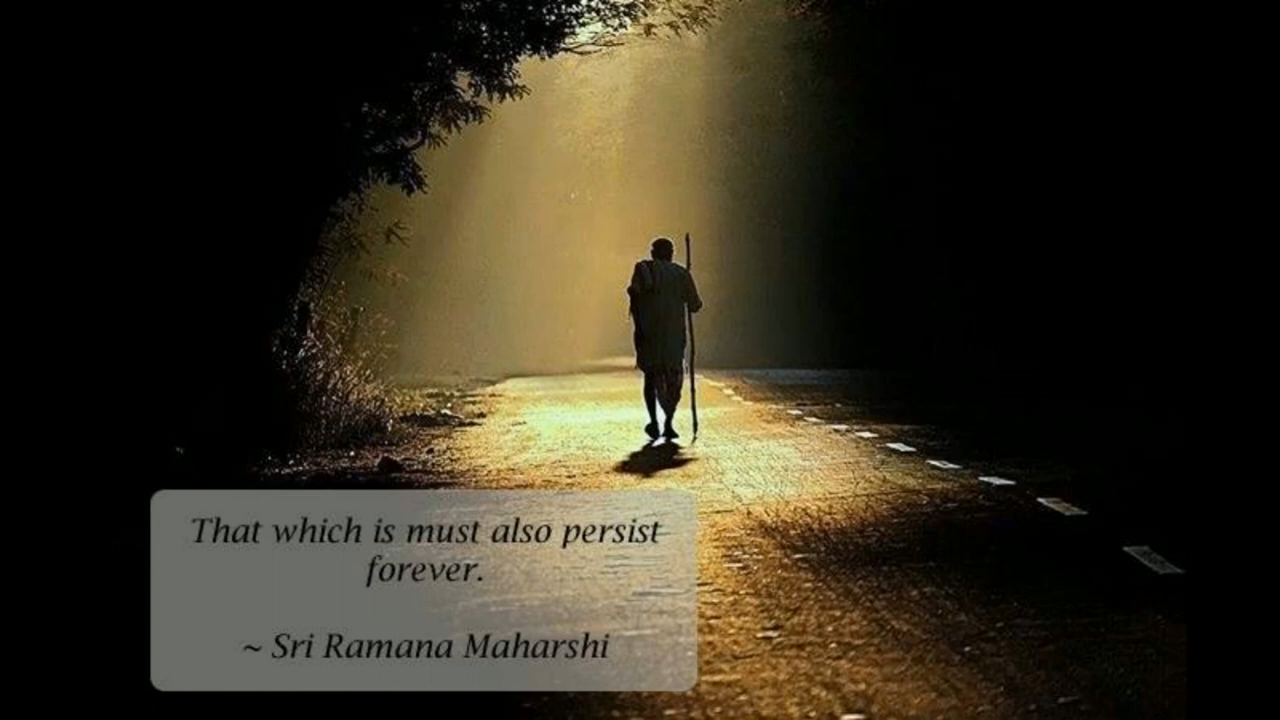 That which is must also persist
forever.
~ Sri Ramana Maharshi